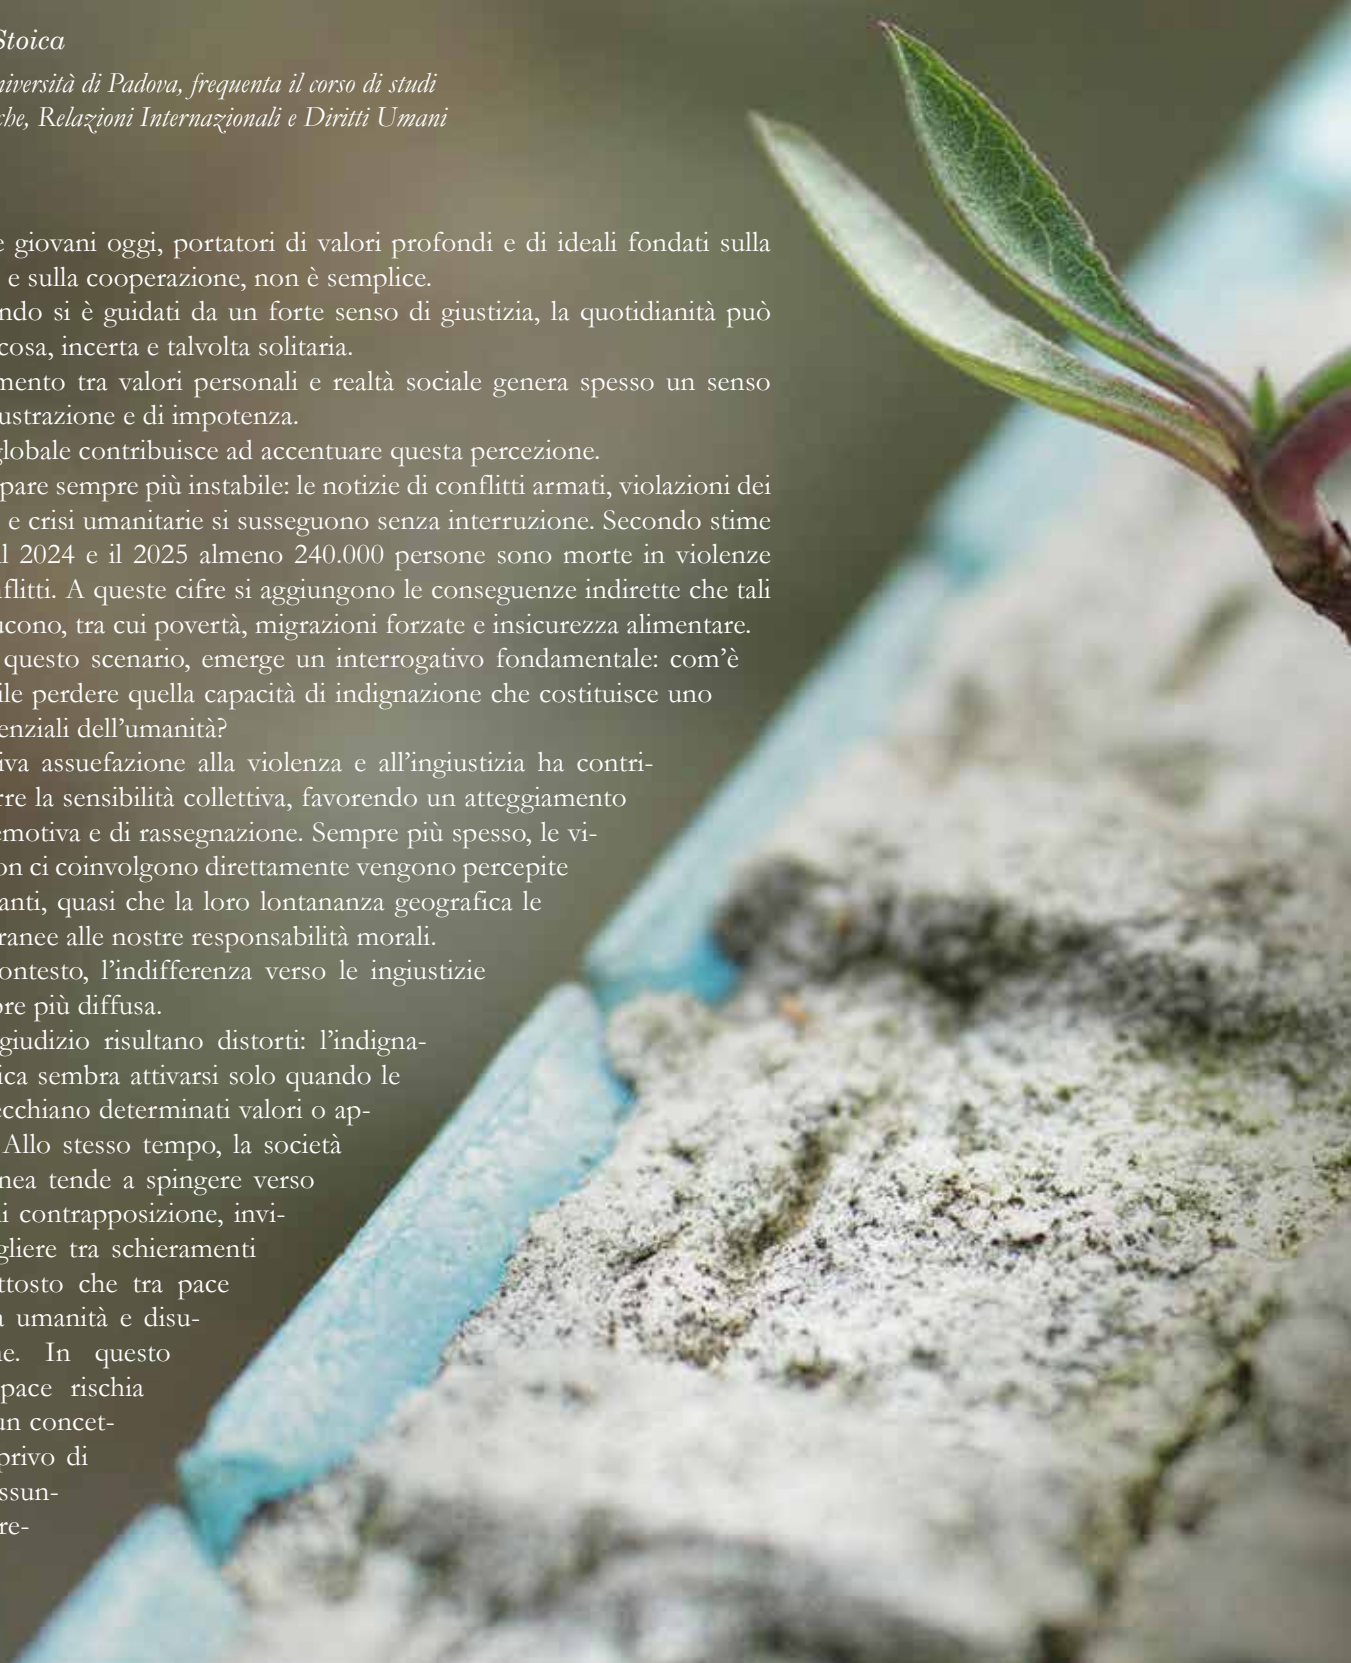 Stoica
niversità di Padova, frequenta il corso di studi
che, Relazioni Internazionali e Diritti Umani
e giovani oggi, portatori di valori profondi e di ideali fondati sulla
e sulla cooperazione, non è semplice.
ndo si è guidati da un forte senso di giustizia, la quotidianità può
cosa, incerta e talvolta solitaria.
mento tra valori personali e realtà sociale genera spesso un senso
ustrazione e di impotenza.
globale contribuisce ad accentuare questa percezione.
pare sempre più instabile: le notizie di conflitti armati, violazioni dei
e crisi umanitarie si susseguono senza interruzione. Secondo stime
l 2024 e il 2025 almeno 240.000 persone sono morte in violenze
nflitti. A queste cifre si aggiungono le conseguenze indirette che tali
ucono, tra cui povertà, migrazioni forzate e insicurezza alimentare.
questo scenario, emerge un interrogativo fondamentale: com’è
ile perdere quella capacità di indignazione che costituisce uno
enziali dell’umanità?
iva assuefazione alla violenza e all’ingiustizia ha contri-
rre la sensibilità collettiva, favorendo un atteggiamento
emotiva e di rassegnazione. Sempre più spesso, le vi-
on ci coinvolgono direttamente vengono percepite
anti, quasi che la loro lontananza geografica le
ranee alle nostre responsabilità morali.
ontesto, l’indifferenza verso le ingiustizie
ore più diffusa.
giudizio risultano distorti: l’indigna-
ica sembra attivarsi solo quando le
ecchiano determinati valori o ap-
Allo stesso tempo, la società
nea tende a spingere verso
di contrapposizione, invi-
gliere tra schieramenti
ttosto che tra pace
a umanità e disu-
ne. In questo
pace rischia
un concet-
privo di
ssun-
re-